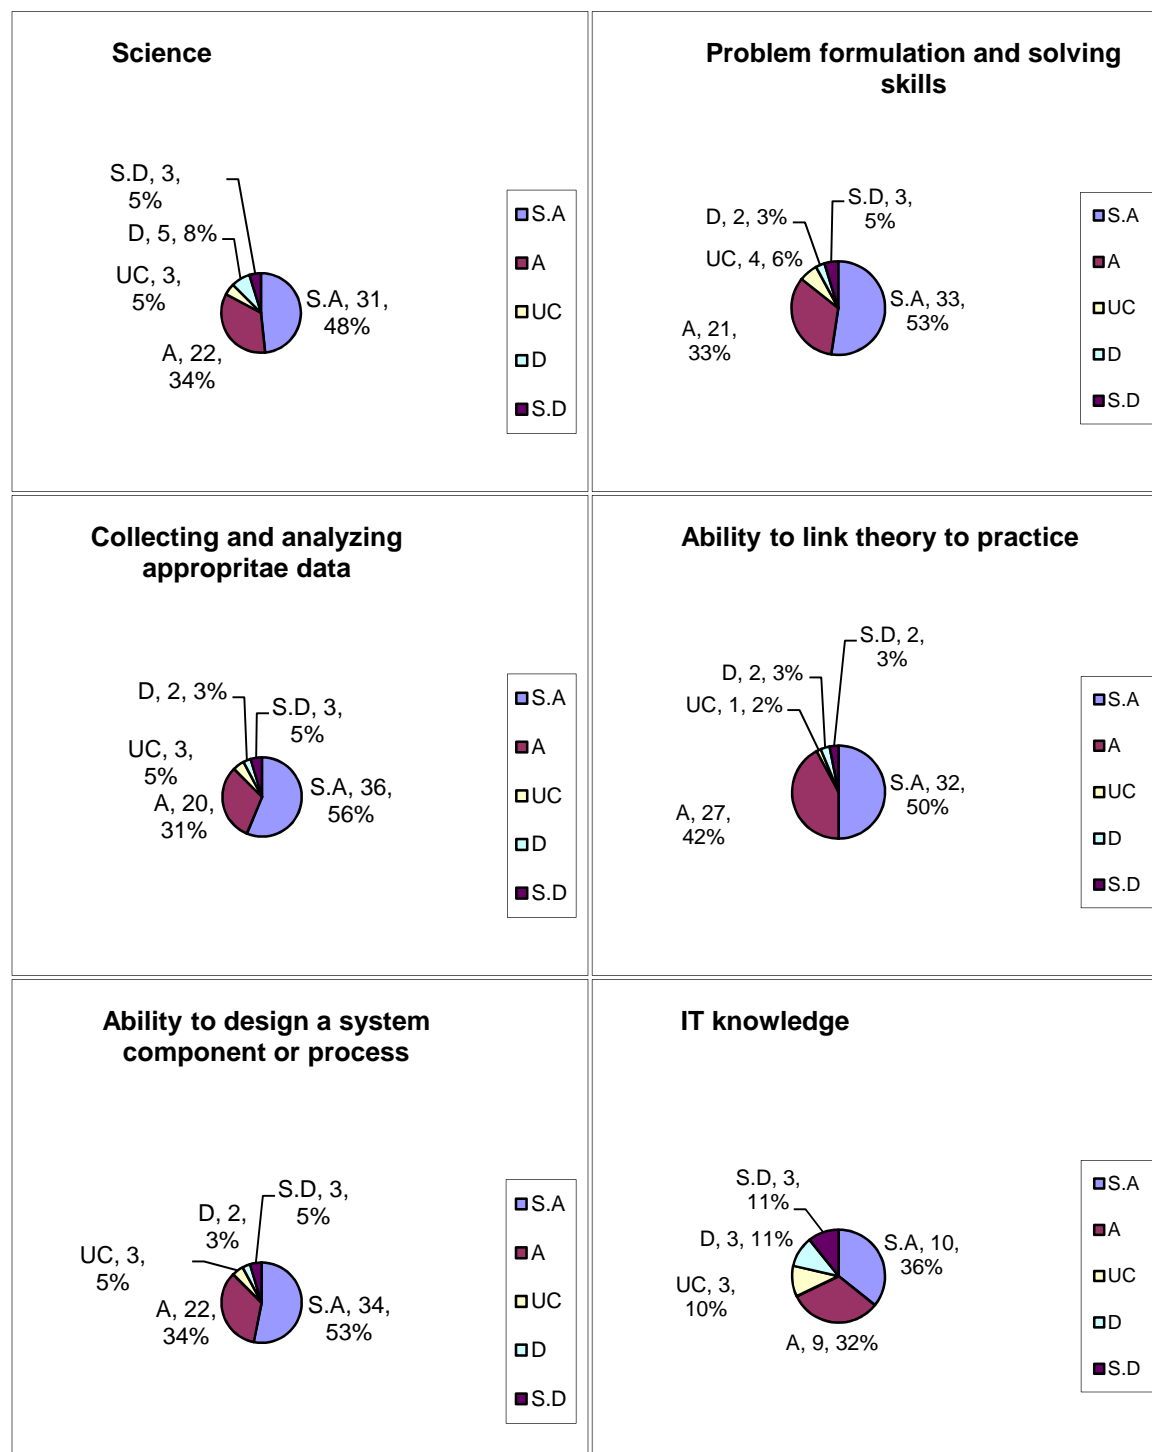 Science
S.D, 3,
5%
D, 5, 8%
UC, 3,
5%
A, 22,
34%
S.A, 31,
48%
S.A
A
UC
D
S.D
Problem formulation and solving
skills
S.D, 3,
5%
D, 2, 3%
UC, 4, 6%
A, 21,
33%
S.A, 33,
53%
S.A
A
UC
D
S.D
Collecting and analyzing
appropritae data
D, 2, 3%
S.D, 3,
5%
UC, 3,
5%
A, 20,
31%
S.A, 36,
56%
S.A
A
UC
D
S.D
Ability to link theory to practice
S.D, 2,
3%
D, 2, 3%
UC, 1, 2%
A, 27,
42%
S.A, 32,
50%
S.A
A
UC
D
S.D
Ability to design a system
component or process
S.D, 3,
5%
D, 2,
3%
UC, 3,
5%
A, 22,
34%
S.A, 34,
53%
S.A
A
UC
D
S.D
IT knowledge
S.D, 3,
11%
D, 3, 11%
UC, 3,
10%
A, 9, 32%
S.A, 10,
36%
S.A
A
UC
D
S.D